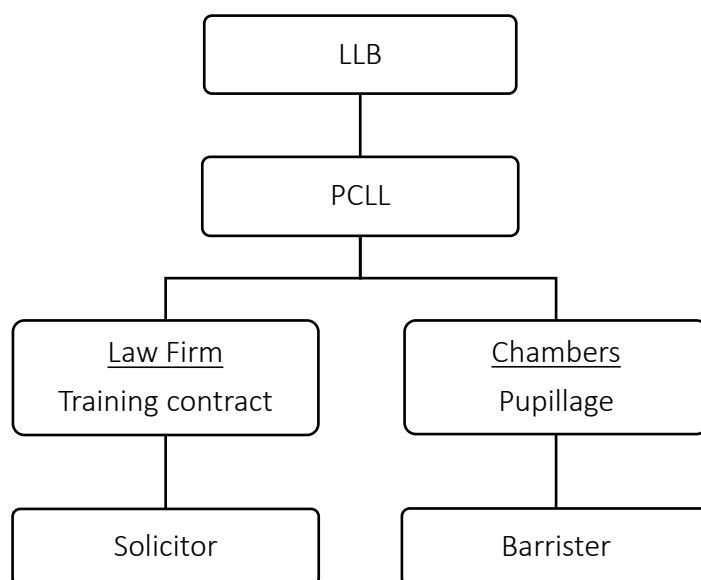 LLB
PCLL
Law Firm
Training contract
Chambers
Pupillage
Solicitor
Barrister